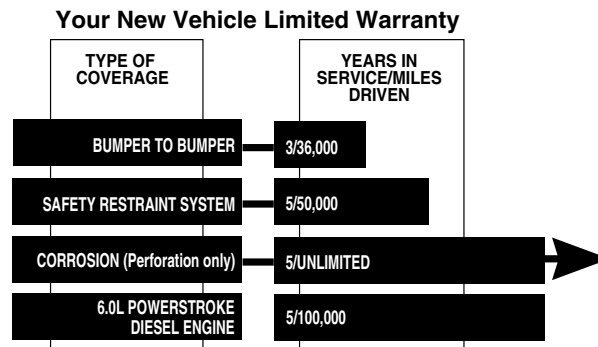 Your New Vehicle Limited Warranty
TYPE OF
COVERAGE
YEARS IN
SERVICE/MILES
DRIVEN
BUMPER TO BUMPER
3/36,000
SAFETY RESTRAINT SYSTEM
5/50,000
CORROSION (Perforation only)
5/UNLIMITED
6.0L POWERSTROKE
DIESEL ENGINE
5/100,000